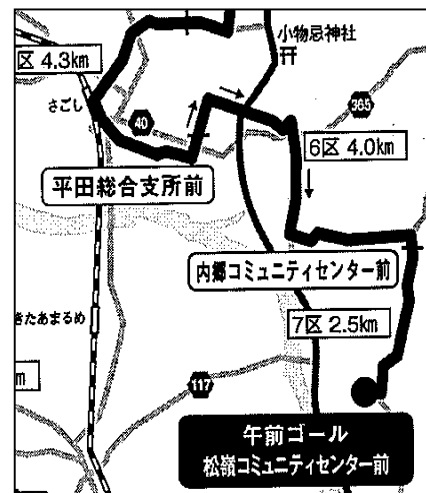 小物忌神社
区 4.3km
さごし
40
365
6区 4.0km
平田総合支所前
内郷コミュニティセンター前
きたあまるめ
7区 2.5km
m
117
午前ゴール
松嶺コミュニティセンター前